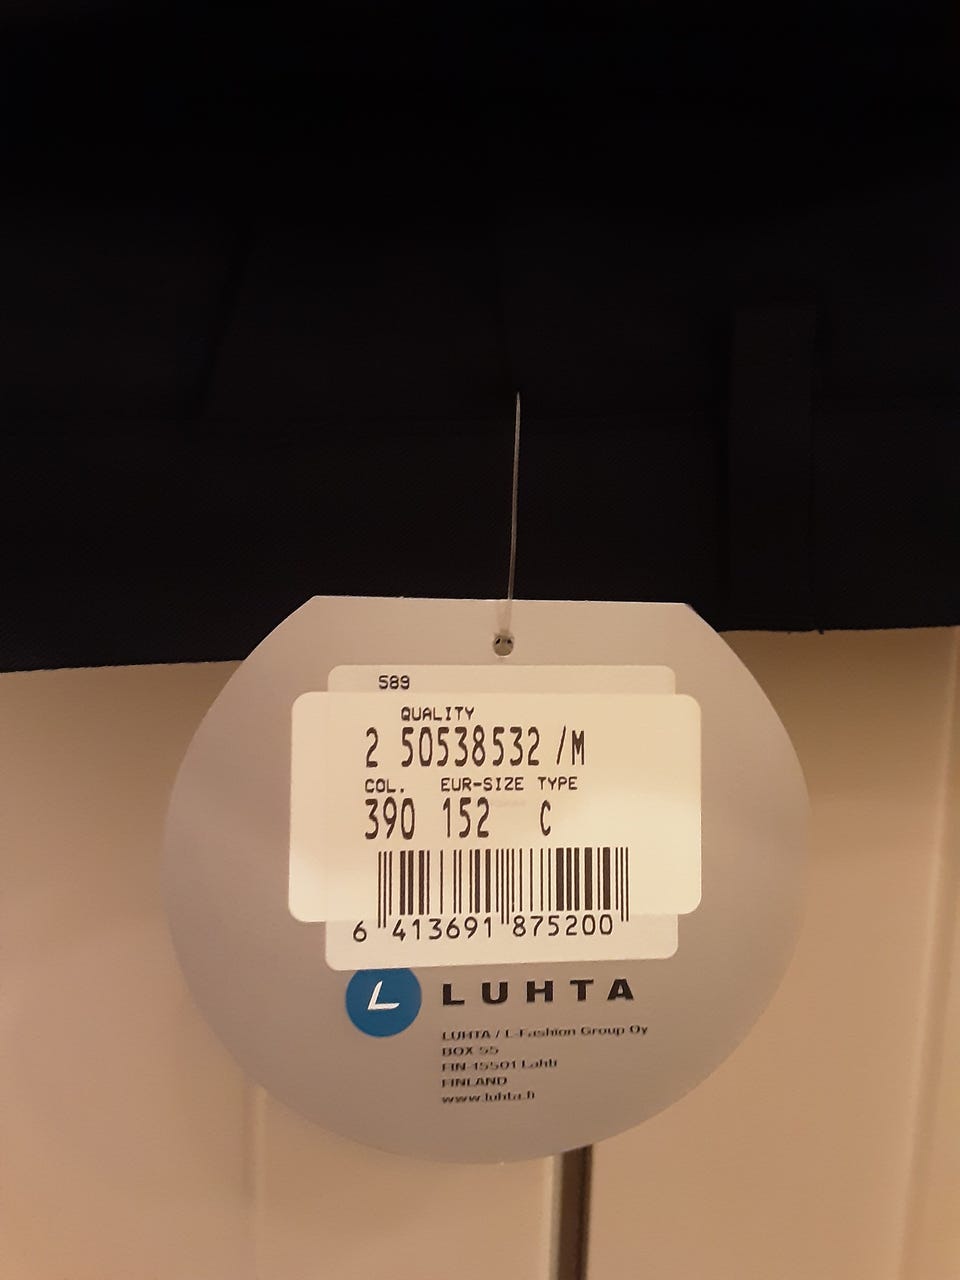 589
QUALITY
2 50538532 /M
COL. EUR-SIZE TYPE
390 152 C
6 413691 875200
L LUHTA
LUHTA / L-Fashion Group Oy
BOX 55
FIN-15501 Lahti
FINLAND
www.luhta.fi